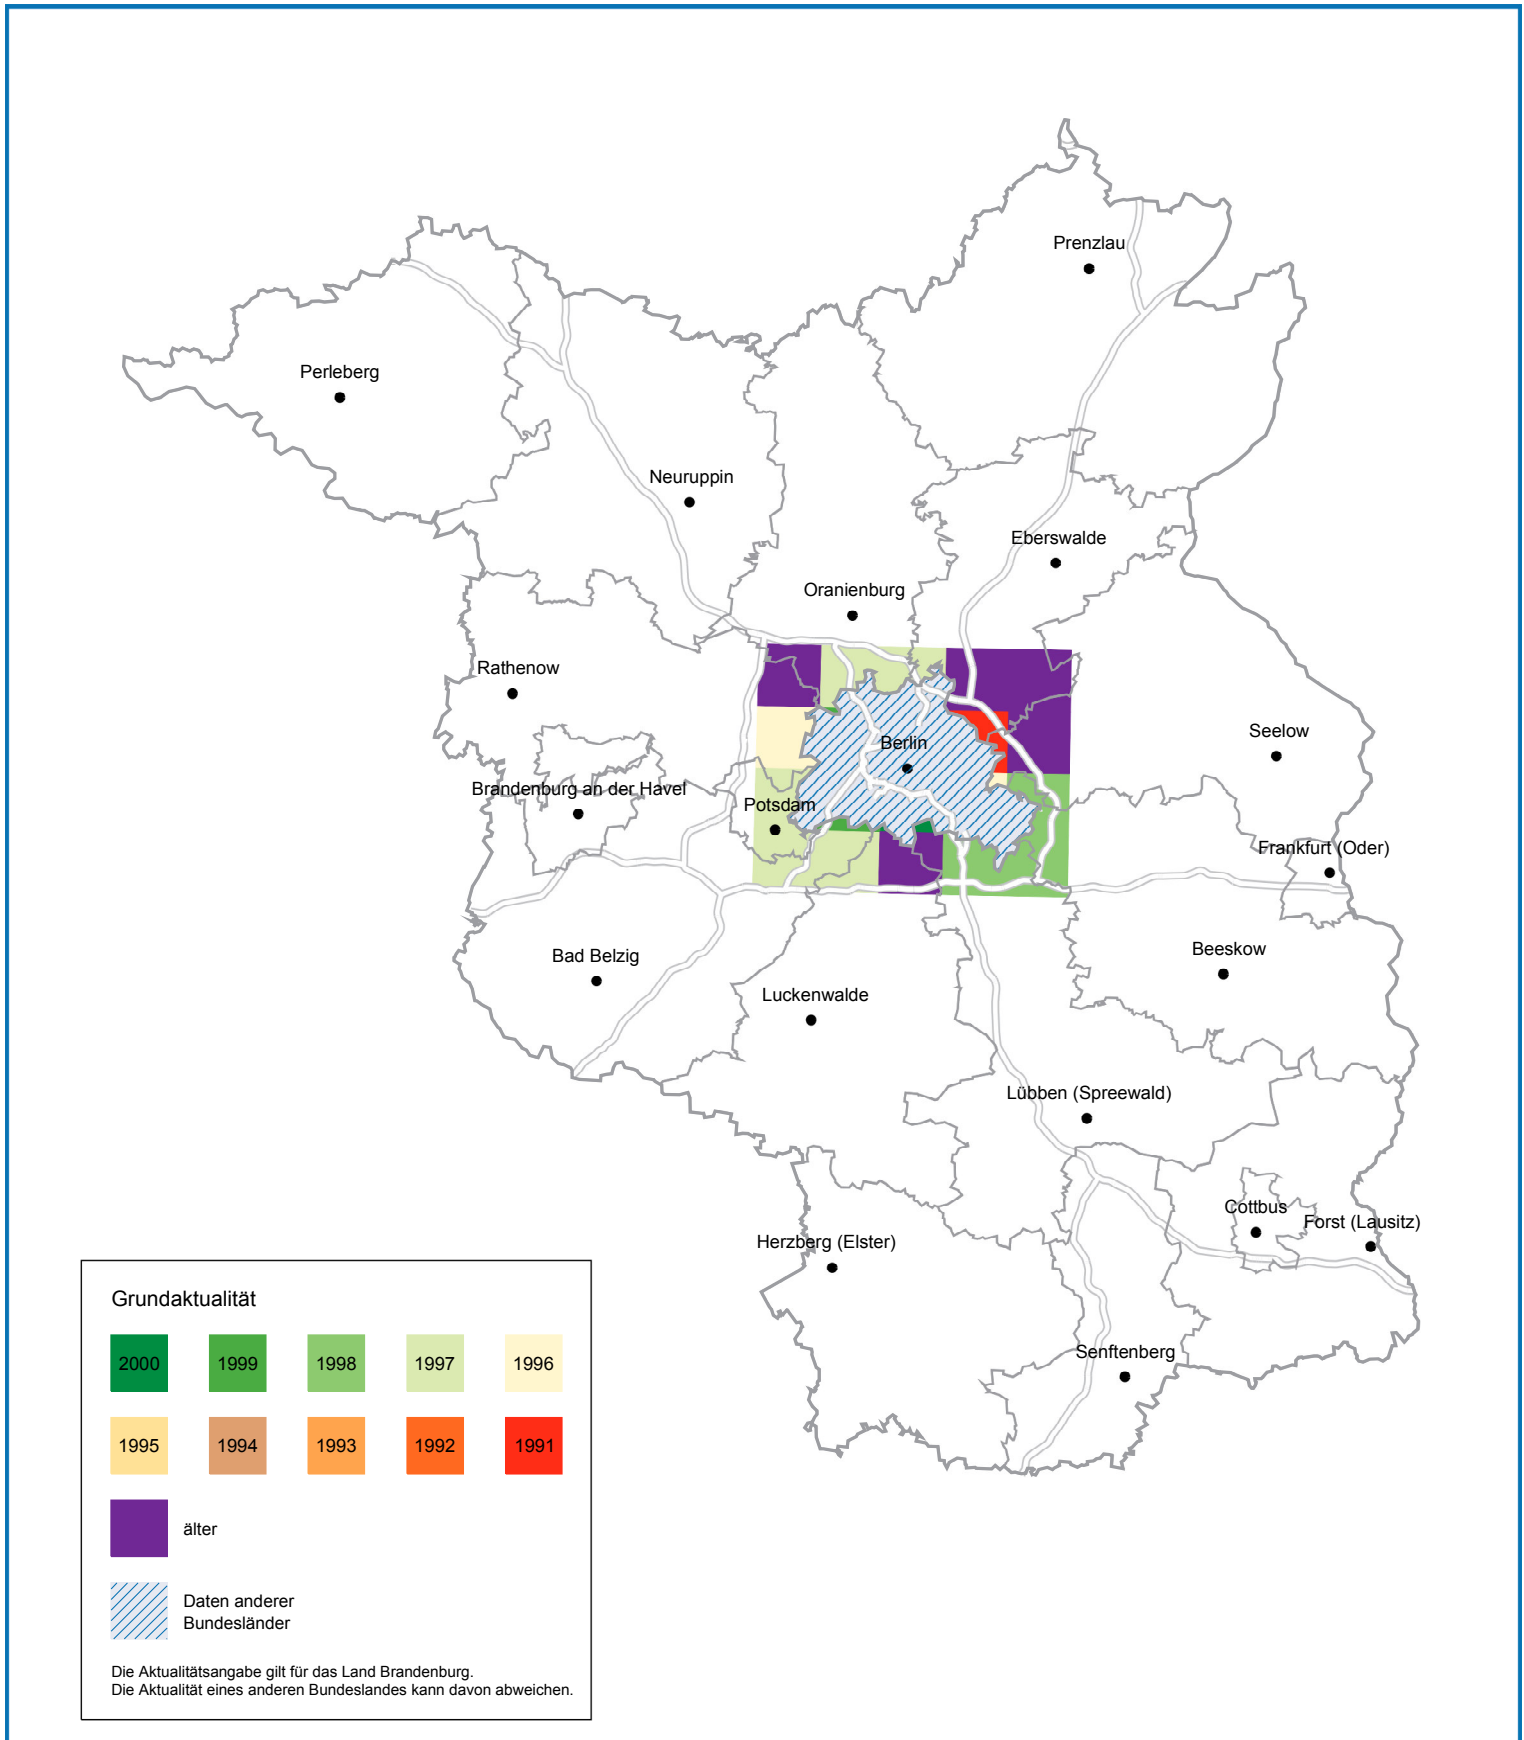 Prenzlau
Perleberg
Neuruppin
Eberswalde
Oranienburg
Rathenow
Seelow
Berlin
Brandenburg an der Havel
Potsdam
Frankfurt (Oder)
Beeskow
Bad Belzig
Luckenwalde
Lübben (Spreewald)
Cottbus
Forst (Lausitz)
Herzberg (Elster)
Senftenberg
Grundaktualität
2000 1999 1998 1997 1996
1995 1994 1993 1992 1991
älter
Daten anderer
Bundesländer
Die Aktualitätsangabe gilt für das Land Brandenburg.
Die Aktualität eines anderen Bundeslandes kann davon abweichen.